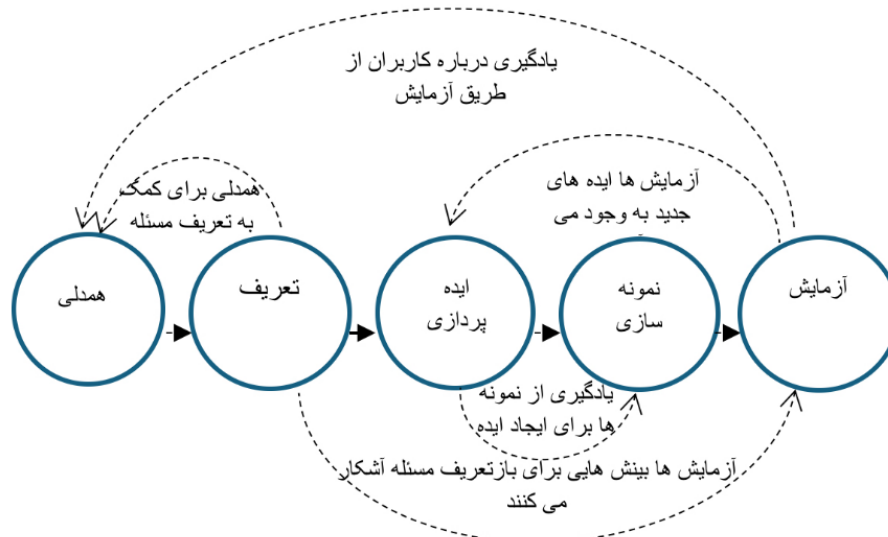 یادگیری درباره کاربران از
طریق آزمایش
همدلی برای کمک
به تعریف مسئله
آزمایش ها ایده های
جدید به وجود می
همدلی
تعریف
ایده
پردازی
نمونه
سازی
آزمایش
یادگیری از نمونه
ها برای ایجاد ایده
آزمایش ها بینش هایی برای بازتعریف مسئله آشکار
می کنند